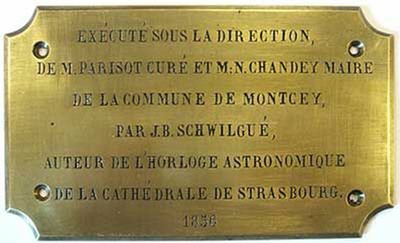 EXÉCUTÉ SOUS LA DIRECTION,
DE M. PARISOT CURÉ ET M: N. CHANDEY MAIRE
DE LA COMMUNE DE MONTCEY,
PAR J.B. SCHWILGUÉ,
AUTEUR DE L'HORLOGE ASTRONOMIQUE
DE LA CATHÉDRALE DE STRASBOURG.
1856